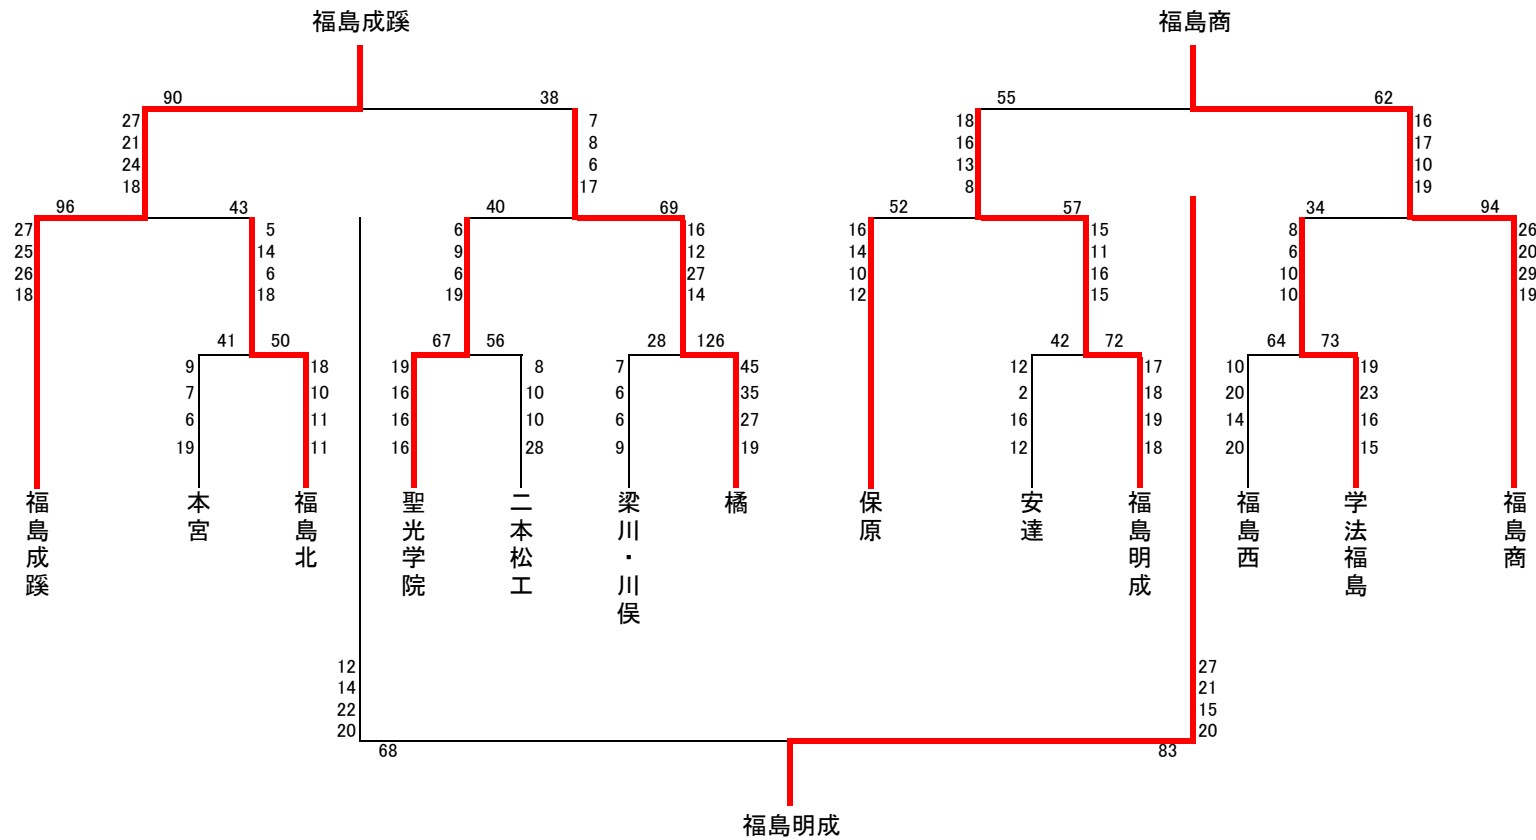 福島成蹊 福島商
90 38 55 62
27 7 18 16
21 8 16 17
24 6 13 10
18 17 8 19
96 43 40 69 52 57 34 94
27 5 6 16 16 15 8 26
25 14 9 12 14 11 6 20
26 6 6 27 10 16 10 29
18 18 19 14 12 15 10 19
41 50 67 56 28 126 42 72 64 73
9 18 19 8 7 45 12 17 10 19
7 10 16 10 6 35 2 18 20 23
6 11 16 10 6 27 16 19 14 16
19 11 16 28 9 19 12 18 20 15
福島成蹊
本宮
福島北
聖光学院
二本松工
梁川・川俣
橘
保原
安達
福島明成
福島西
学法福島
福島商
12 27
14 21
22 15
20 20
68 83
福島明成